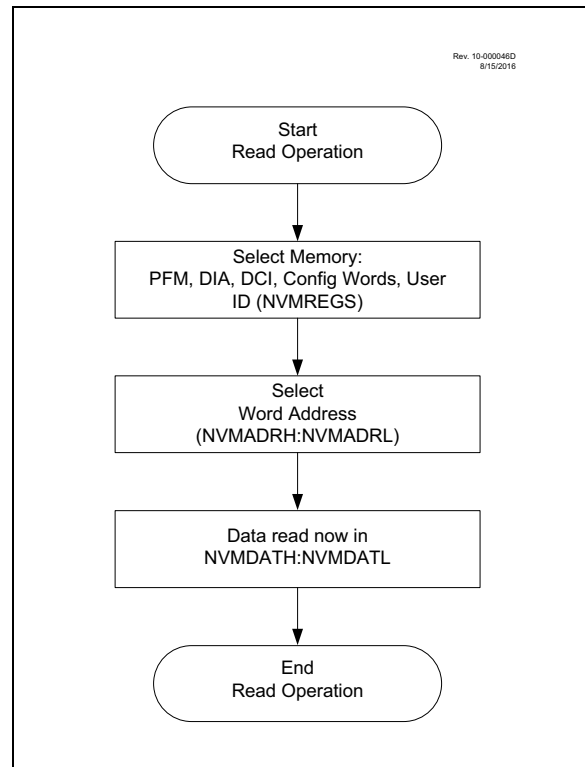 Rev. 10-000046D
8/15/2016
Start
Read Operation
Select Memory:
PFM, DIA, DCI, Config Words, User
ID (NVMREGS)
Select
Word Address
(NVMADRH:NVMADRL)
Data read now in
NVMDATH:NVMDATL
End
Read Operation